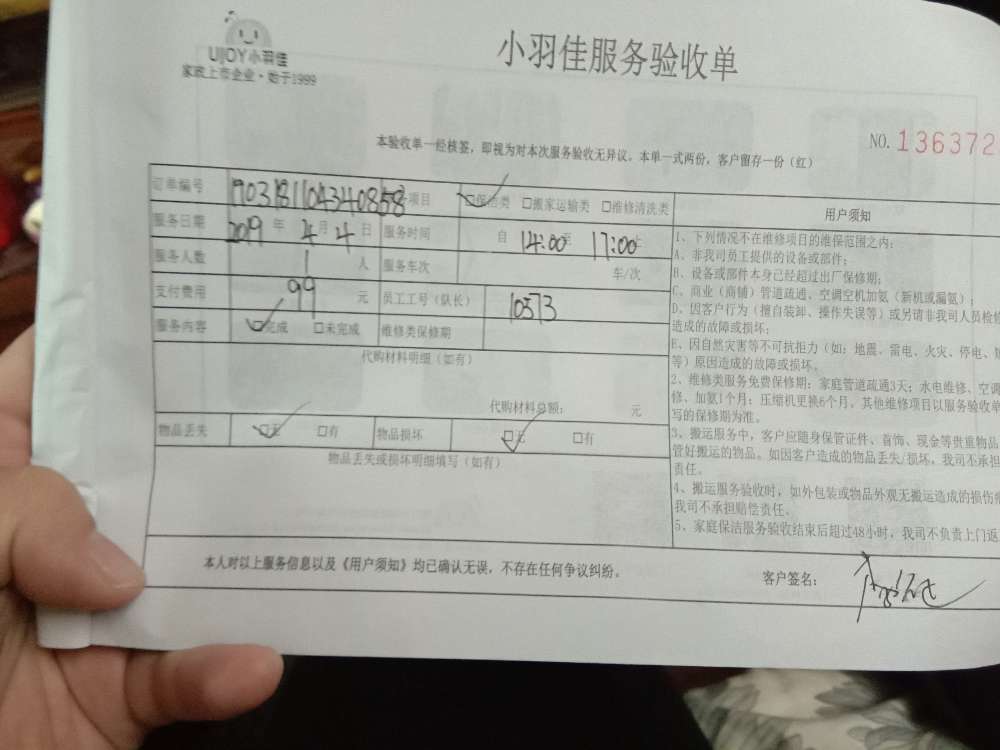 UJOY小羽佳
家政上市企业·始于1999
小羽佳服务验收单
NO. 136372
本验收单一经核签，即视为对本次服务验收无异议。本单一式两份，客户留存一份（红）
订单编号 1903181104340858 项目 ☑保洁类 □搬家运输类 □维修清洗类
服务日期 2019 年 4 月 4 日 服务时间 自 14:00 至 17:00
服务人数 1 人 服务车次 车/次
支付费用 99 元 员工工号（队长） 10573
服务内容 ☑完成 □未完成 维修类保修期
代购材料明细（如有）
代购材料总额： 元
物品丢失 ☑无 □有 物品损坏 ☑无 □有
物品丢失或损坏明细填写（如有）
用户须知
1、下列情况不在维修项目的维保范围之内：
A、非我司员工提供的设备或部件；
B、设备或部件本身已经超过出厂保修期；
C、商业（商铺）管道疏通、空调空机加氨（新机或漏氨）；
D、因客户行为（擅自装卸、操作失误等）或另请非我司人员检修
造成的故障或损坏；
E、因自然灾害等不可抗拒力（如：地震、雷电、火灾、停电、
等）原因造成的故障或损坏。
2、维修类服务免费保修期：家庭管道疏通3天；水电维修、空调
修、加氨1个月；压缩机更换6个月。其他维修项目以服务验收单
写的保修期为准。
3、搬运服务中，客户应随身保管证件、首饰、现金等贵重物品
管好搬运的物品。如因客户造成的物品丢失/损坏，我司不承担
责任。
4、搬运服务验收时，如外包装或物品外观无搬运造成的损伤
我司不承担赔偿责任。
5、家庭保洁服务验收结束后超过48小时，我司不负责上门返
本人对以上服务信息以及《用户须知》均已确认无误，不存在任何争议纠纷。
客户签名：